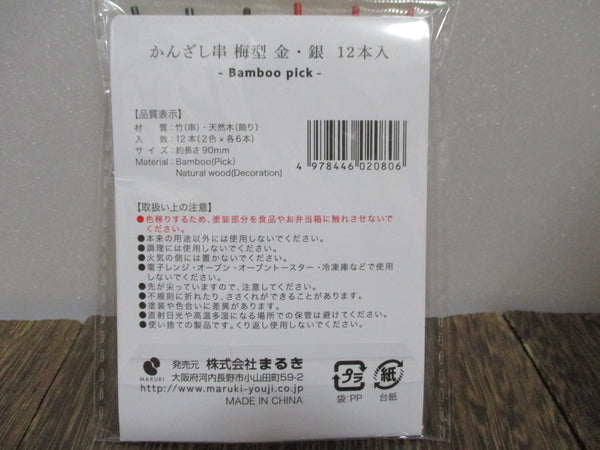 かんざし串 梅型 金・銀 12本入
- Bamboo pick -
【品質表示】
材 質：竹(串)・天然木(飾り)
入 数：12本(2色×各6本)
サイズ：約長さ90mm
Material：Bamboo(Pick)
Natural wood(Decoration)
4 978446 020806
【取扱い上の注意】
●色移りするため、塗装部分を食品やお弁当箱に触れさせないで
ください。
●本来の用途以外には使用しないでください。
●調理には使用しないでください。
●火気の側には置かないでください。
●電子レンジ・オーブン・オーブントースター・冷凍庫などで使用
しないでください。
●先が尖っていますので、注意してください。
●不規則に折れたり、ささくれができることがあります。
●塗装や色合いに差異があります。
●直射日光や高温多湿になる場所での保管は避けてください。
●使い捨ての製品です。くり返し使用しないでください。
MARUKI
発売元 株式会社まるき
大阪府河内長野市小山田町59-2
http://www.maruki-youji.co.jp
MADE IN CHINA
プラ
袋：PP
紙
台紙